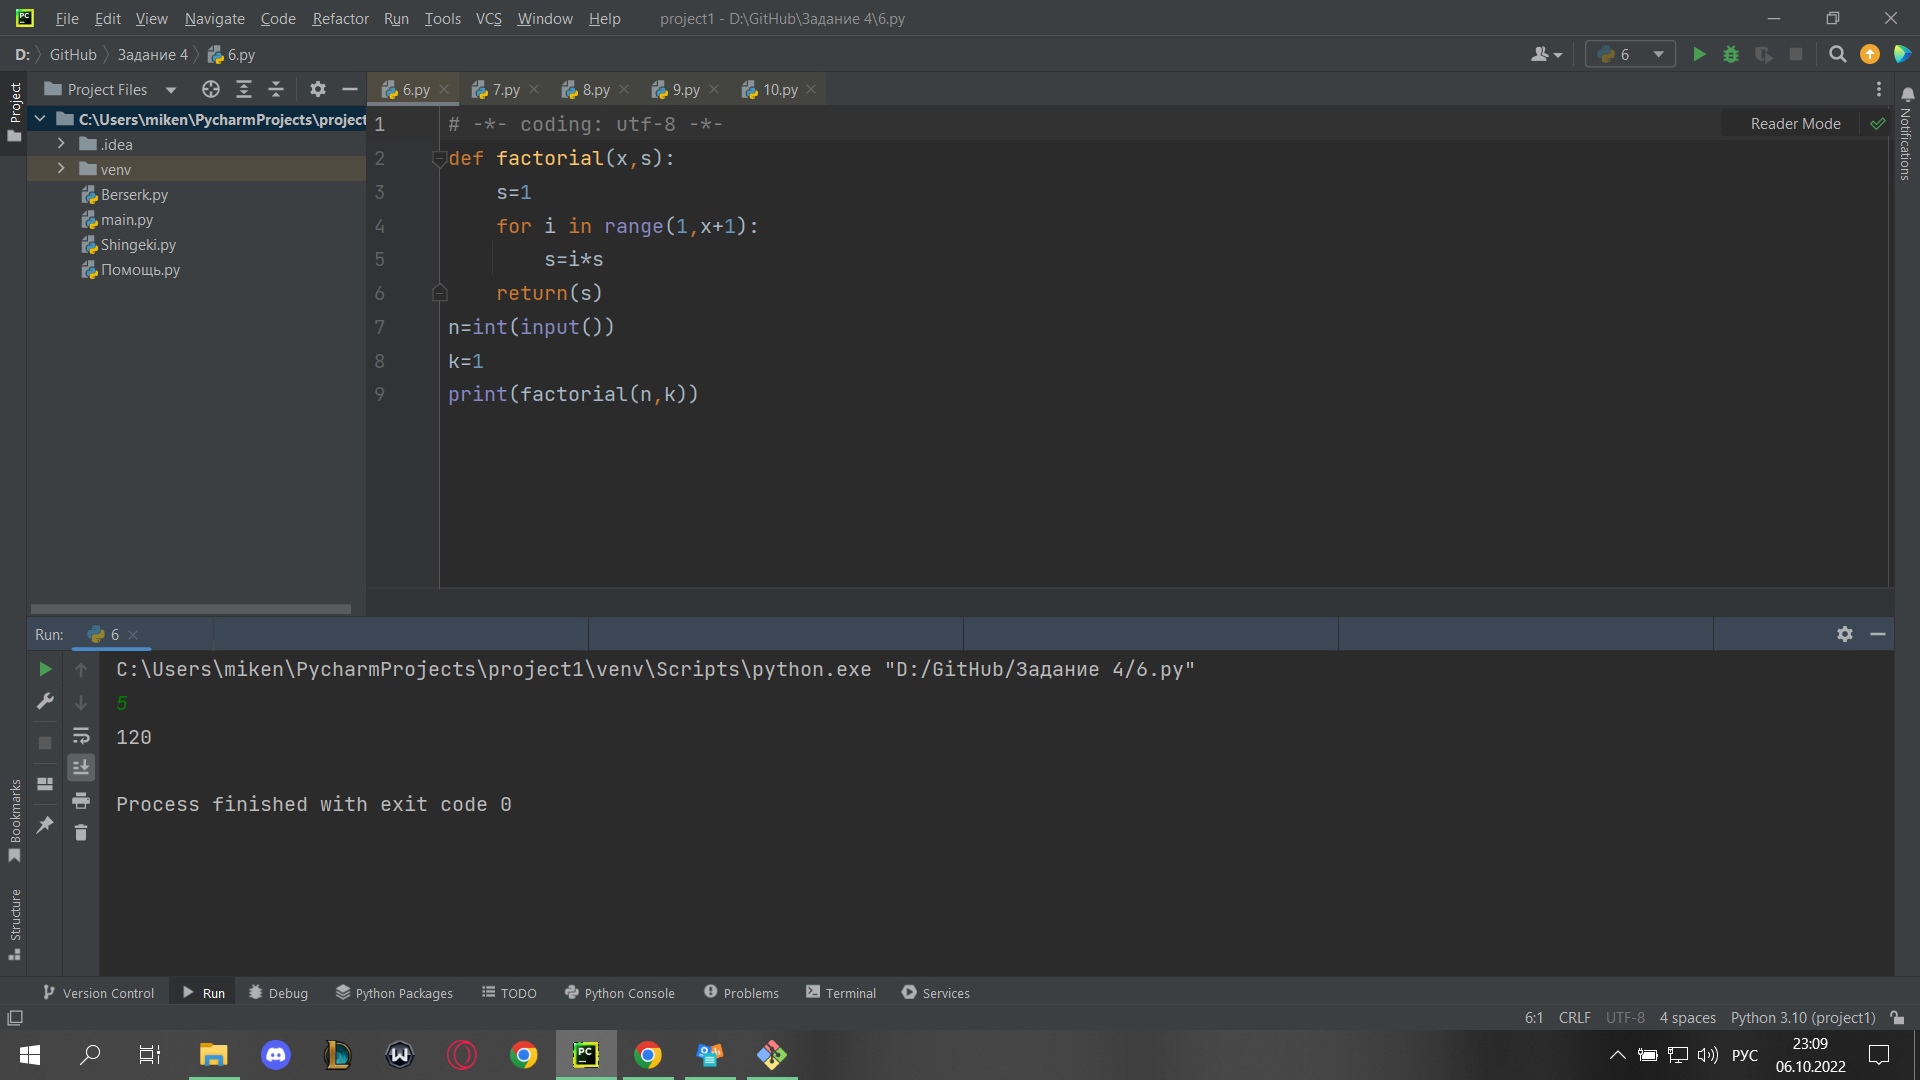 File Edit View Navigate Code Refactor Run Tools VCS Window Help project1 - D:\GitHub\Задание 4\6.py
D: GitHub Задание 4 6.py
6
Project
Project Files
6.py 7.py 8.py 9.py 10.py
C:\Users\miken\PycharmProjects\project
.idea
venv
Berserk.py
main.py
Shingeki.py
Помощь.py
Reader Mode
Notifications
1 # -*- coding: utf-8 -*-
2 def factorial(x,s):
3 s=1
4 for i in range(1,x+1):
5 s=i*s
6 return(s)
7 n=int(input())
8 k=1
9 print(factorial(n,k))
Run: 6
C:\Users\miken\PycharmProjects\project1\venv\Scripts\python.exe "D:/GitHub/Задание 4/6.py"
5
120
Process finished with exit code 0
Bookmarks
Structure
Version Control Run Debug Python Packages TODO Python Console Problems Terminal Services
6:1 CRLF UTF-8 4 spaces Python 3.10 (project1)
РУС
23:09
06.10.2022